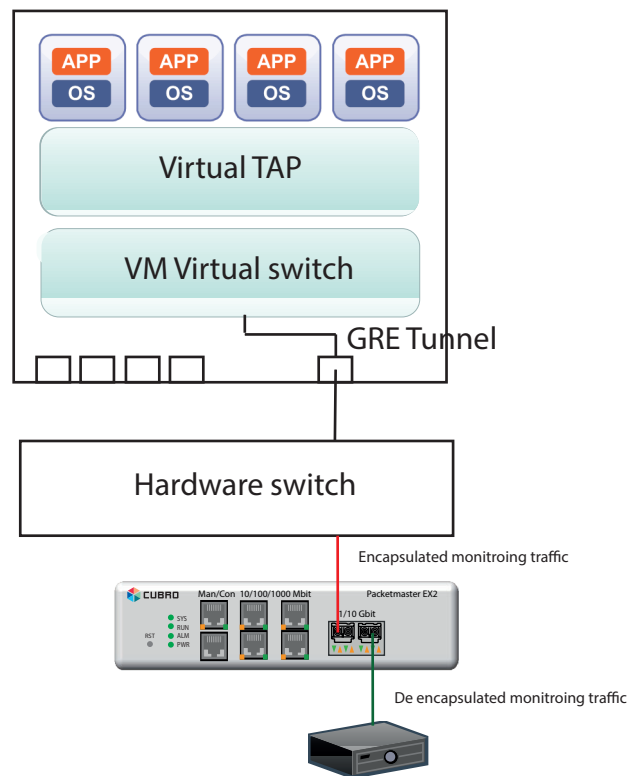 APP APP APP APP
OS OS OS OS
Virtual TAP
VM Virtual switch
GRE Tunnel
Hardware switch
Encapsulated monitroing traffic
CUBRO Man/Con 10/100/1000 Mbit Packetmaster EX2
1/10 Gbit
SYS
RUN
RST ALM
PWR
De encapsulated monitroing traffic